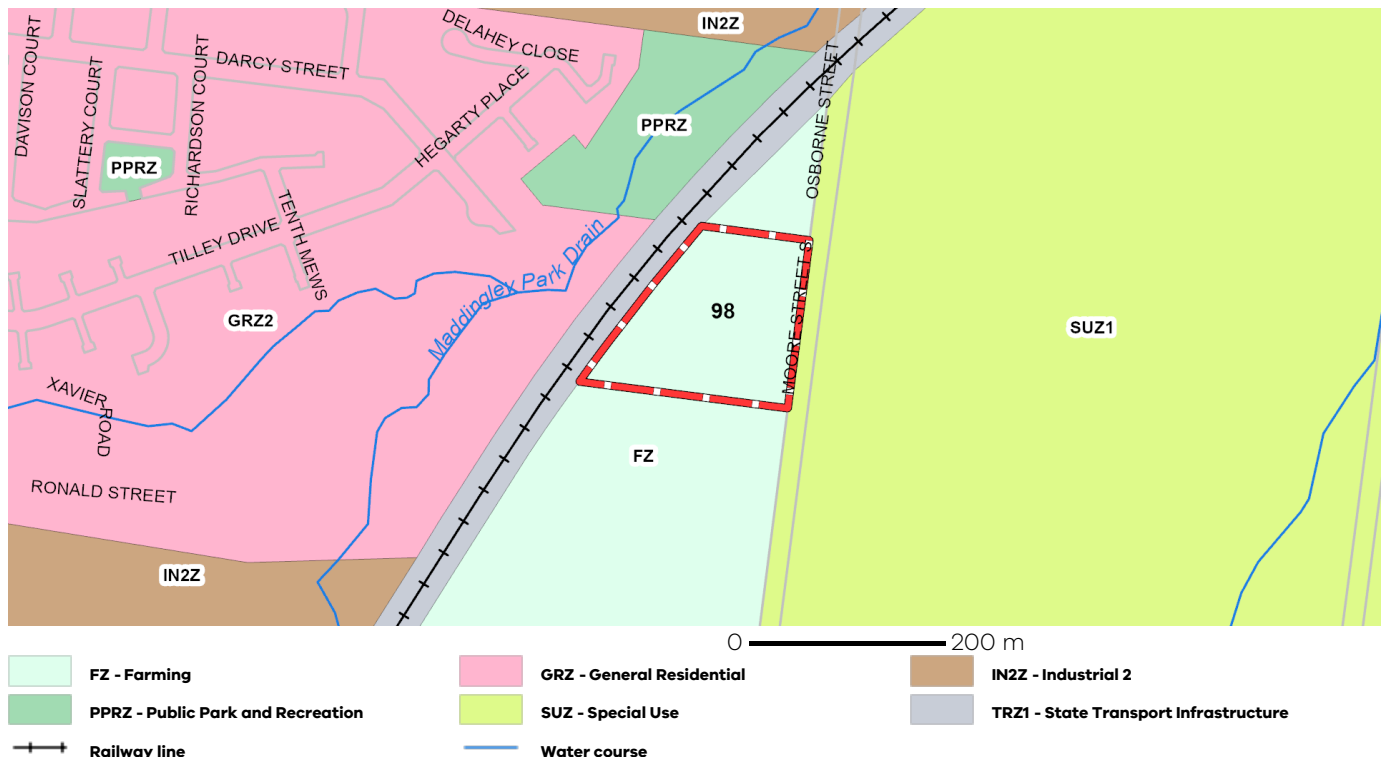 IN2Z
DELAHEY CLOSE
DAVISON COURT
SLATTERY COURT
RICHARDSON COURT
DARCY STREET
HEGARTY PLACE
OSBORNE STREET
PPRZ
PPRZ
TENTH MEWS
TILLEY DRIVE
Maddingley Park Drain
MOORE STREET S
98
GRZ2
SUZ1
XAVIER ROAD
FZ
RONALD STREET
IN2Z
0 200 m
FZ - Farming
GRZ - General Residential
IN2Z - Industrial 2
PPRZ - Public Park and Recreation
SUZ - Special Use
TRZ1 - State Transport Infrastructure
Railway line
Water course